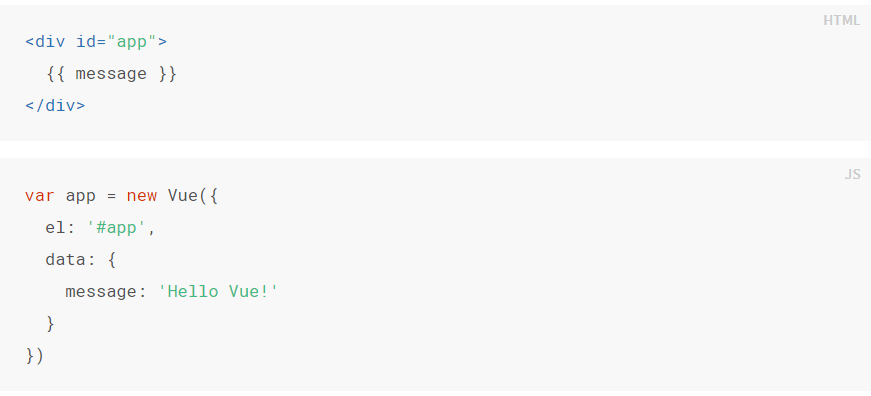 HTML
<div id="app">
  {{ message }}
</div>
JS
var app = new Vue({
  el: '#app',
  data: {
    message: 'Hello Vue!'
  }
})